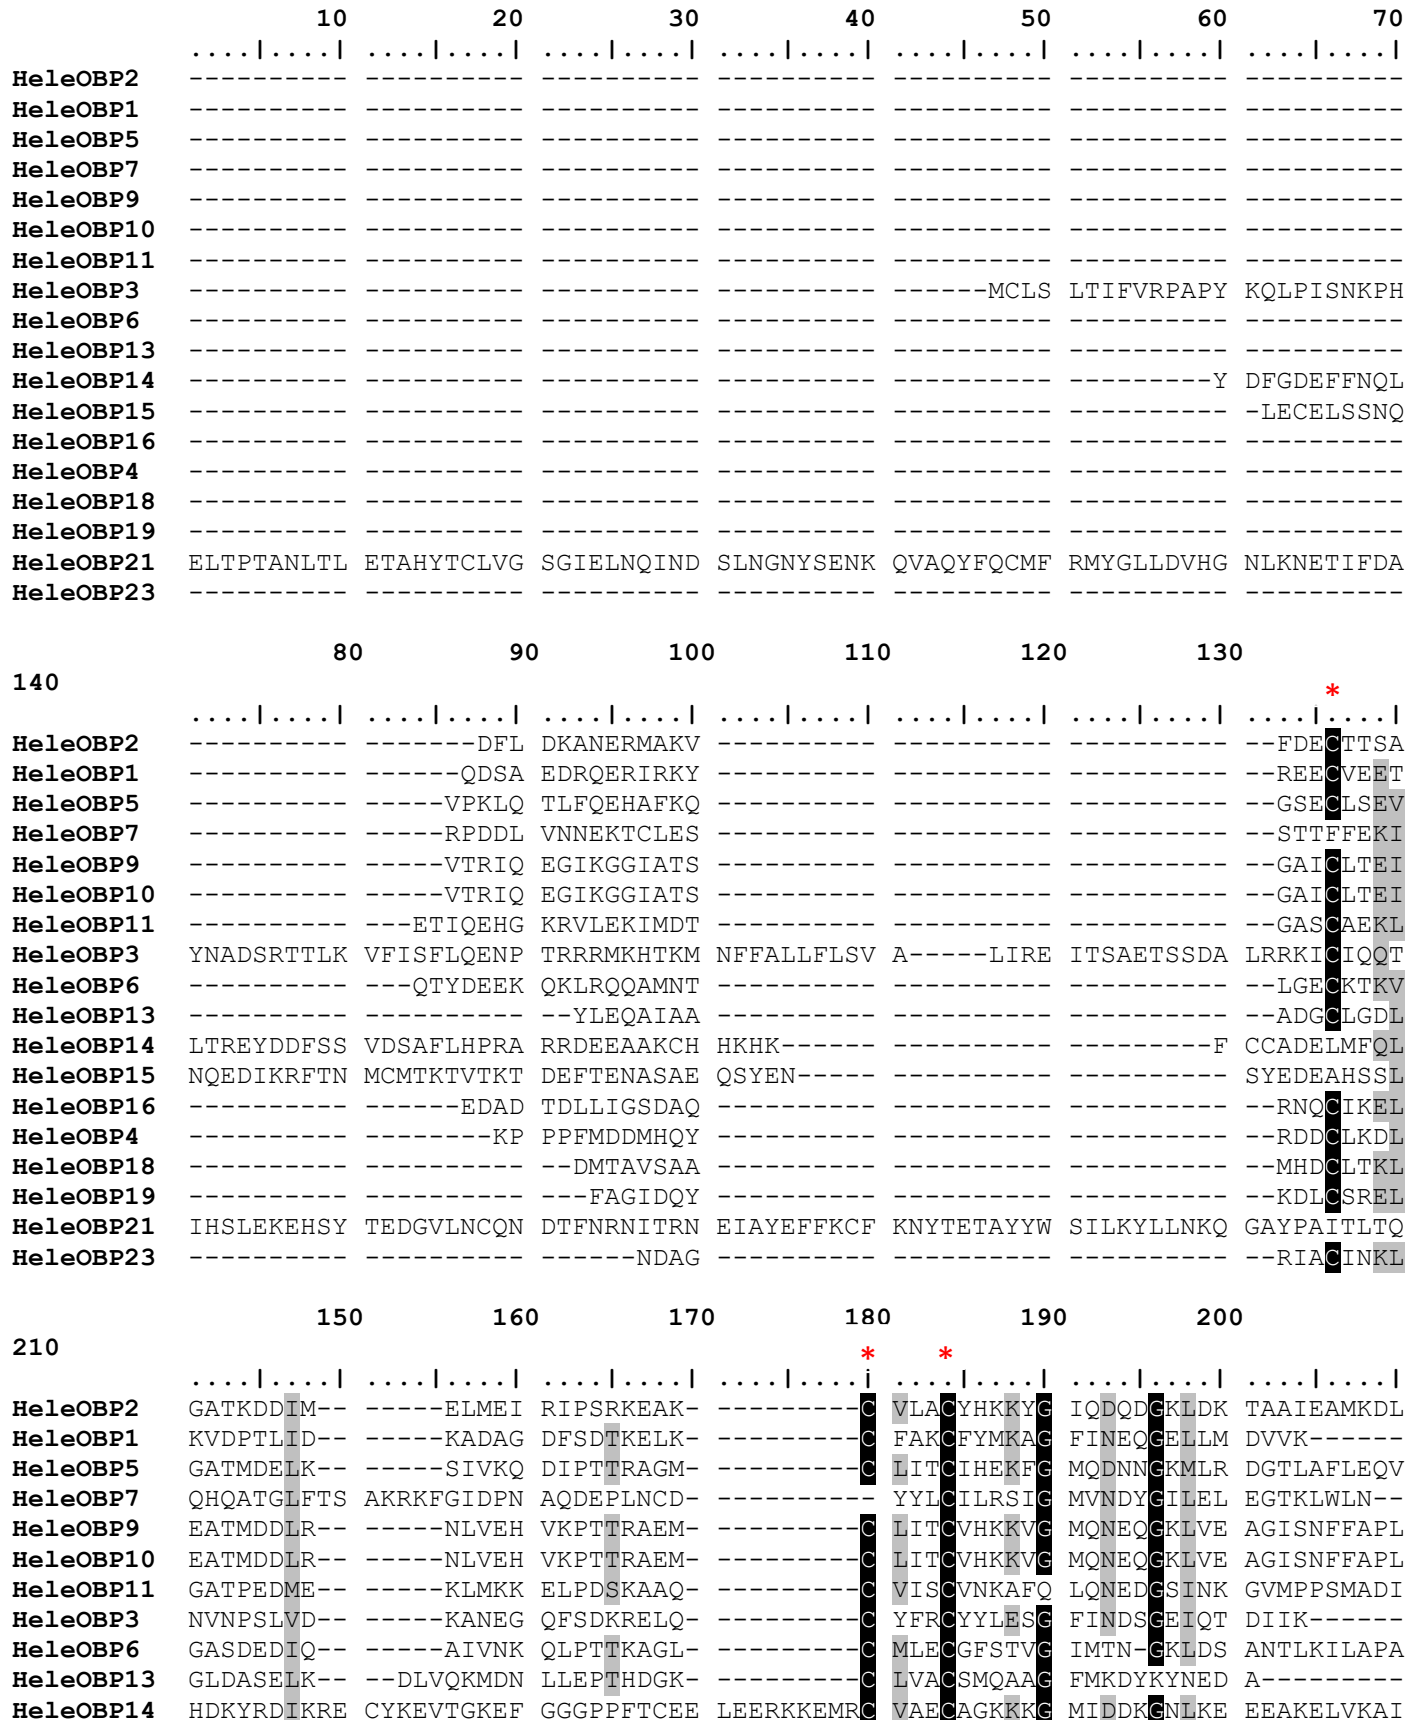 10 20 30 40 50 60 70
....|....| ....|....| ....|....| ....|....| ....|....| ....|....| ....|....|
HeleOBP2 ---------- ---------- ---------- ---------- ---------- ---------- ----------
HeleOBP1 ---------- ---------- ---------- ---------- ---------- ---------- ----------
HeleOBP5 ---------- ---------- ---------- ---------- ---------- ---------- ----------
HeleOBP7 ---------- ---------- ---------- ---------- ---------- ---------- ----------
HeleOBP9 ---------- ---------- ---------- ---------- ---------- ---------- ----------
HeleOBP10 ---------- ---------- ---------- ---------- ---------- ---------- ----------
HeleOBP11 ---------- ---------- ---------- ---------- ---------- ---------- ----------
HeleOBP3 ---------- ---------- ---------- ---------- ------MCLS LTIFVRPAPY KQLPISNKPH
HeleOBP6 ---------- ---------- ---------- ---------- ---------- ---------- ----------
HeleOBP13 ---------- ---------- ---------- ---------- ---------- ---------- ----------
HeleOBP14 ---------- ---------- ---------- ---------- ---------- ---------Y DFGDEFFNQL
HeleOBP15 ---------- ---------- ---------- ---------- ---------- ---------- -LECELSSNQ
HeleOBP16 ---------- ---------- ---------- ---------- ---------- ---------- ----------
HeleOBP4 ---------- ---------- ---------- ---------- ---------- ---------- ----------
HeleOBP18 ---------- ---------- ---------- ---------- ---------- ---------- ----------
HeleOBP19 ---------- ---------- ---------- ---------- ---------- ---------- ----------
HeleOBP21 ELTPTANLTL ETAHYTCLVG SGIELNQIND SLNGNYSENK QVAQYFQCMF RMYGLLDVHG NLKNETIFDA
HeleOBP23 ---------- ---------- ---------- ---------- ---------- ---------- ----------
80 90 100 110 120 130
140 *
....|....| ....|....| ....|....| ....|....| ....|....| ....|....| ....|....|
HeleOBP2 ---------- -------DFL DKANERMAKV ---------- ---------- ---------- --FDECTTSA
HeleOBP1 ---------- ------QDSA EDRQERIRKY ---------- ---------- ---------- --REECVEET
HeleOBP5 ---------- -----VPKLQ TLFQEHAFKQ ---------- ---------- ---------- --GSECLSEV
HeleOBP7 ---------- -----RPDDL VNNEKTCLES ---------- ---------- ---------- --STTFFEKI
HeleOBP9 ---------- -----VTRIQ EGIKGGIATS ---------- ---------- ---------- --GAICLTEI
HeleOBP10 ---------- -----VTRIQ EGIKGGIATS ---------- ---------- ---------- --GAICLTEI
HeleOBP11 ---------- ---ETIQEHG KRVLEKIMDT ---------- ---------- ---------- --GASCAEKL
HeleOBP3 YNADSRTTLK VFISFLQENP TRRRMKHTKM NFFALLFLSV A-----LIRE ITSAETSSDA LRRKICIQQT
HeleOBP6 ---------- ---QTYDEEK QKLRQQAMNT ---------- ---------- ---------- --LGECKTKV
HeleOBP13 ---------- ---------- --YLEQAIAA ---------- ---------- ---------- --ADGCLGDL
HeleOBP14 LTREYDDFSS VDSAFLHPRA RRDEEAAKCH HKHK------ ---------- ---------F CCADELMFQL
HeleOBP15 NQEDIKRFTN MCMTKTVTKT DEFTENASAE QSYEN----- ---------- ---------- SYEDEAHSSL
HeleOBP16 ---------- ------EDAD TDLLIGSDAQ ---------- ---------- ---------- --RNQCIKEL
HeleOBP4 ---------- --------KP PPFMDDMHQY ---------- ---------- ---------- --RDDCLKDL
HeleOBP18 ---------- ---------- --DMTAVSAA ---------- ---------- ---------- --MHDCLTKL
HeleOBP19 ---------- ---------- ---FAGIDQY ---------- ---------- ---------- --KDLCSREL
HeleOBP21 IHSLEKEHSY TEDGVLNCQN DTFNRNITRN EIAYEFFKCF KNYTETAYYW SILKYLLNKQ GAYPAITLTQ
HeleOBP23 ---------- ---------- ------NDAG ---------- ---------- ---------- --RIACINKL
150 160 170 180 190 200
210 * *
....|....| ....|....| ....|....| ....|....| ....|....| ....|....| ....|....|
HeleOBP2 GATKDDIM-- -----ELMEI RIPSRKEAK- ---------C VLACYHKKYG IQDQDGKLDK TAAIEAMKDL
HeleOBP1 KVDPTLID-- -----KADAG DFSDTKELK- ---------C FAKCFYMKAG FINEQGELLM DVVK------
HeleOBP5 GATMDELK-- -----SIVKQ DIPTTRAGM- ---------C LITCIHEKFG MQDNNGKMLR DGTLAFLEQV
HeleOBP7 QHQATGLFTS AKRKFGIDPN AQDEPLNCD- ---------- YYLCILRSIG MVNDYGILEL EGTKLWLN--
HeleOBP9 EATMDDLR-- -----NLVEH VKPTTRAEM- ---------C LITCVHKKVG MQNEQGKLVE AGISNFFAPL
HeleOBP10 EATMDDLR-- -----NLVEH VKPTTRAEM- ---------C LITCVHKKVG MQNEQGKLVE AGISNFFAPL
HeleOBP11 GATPEDME-- -----KLMKK ELPDSKAAQ- ---------C VISCVNKAFQ LQNEDGSINK GVMPPSMADI
HeleOBP3 NVNPSLVD-- -----KANEG QFSDKRELQ- ---------C YFRCYYLESG FINDSGEIQT DIIK------
HeleOBP6 GASDEDIQ-- -----AIVNK QLPTTKAGL- ---------C MLECGFSTVG IMTN-GKLDS ANTLKILAPA
HeleOBP13 GLDASELK-- --DLVQKMDN LLEPTHDGK- ---------C LVACSMQAAG FMKDYKYNED A---------
HeleOBP14 HDKYRDIKRE CYKEVTGKEF GGGPPFTCEE LEERKKEMRC VAECAGKKKG MIDDKGNLKE EEAKELVKAI